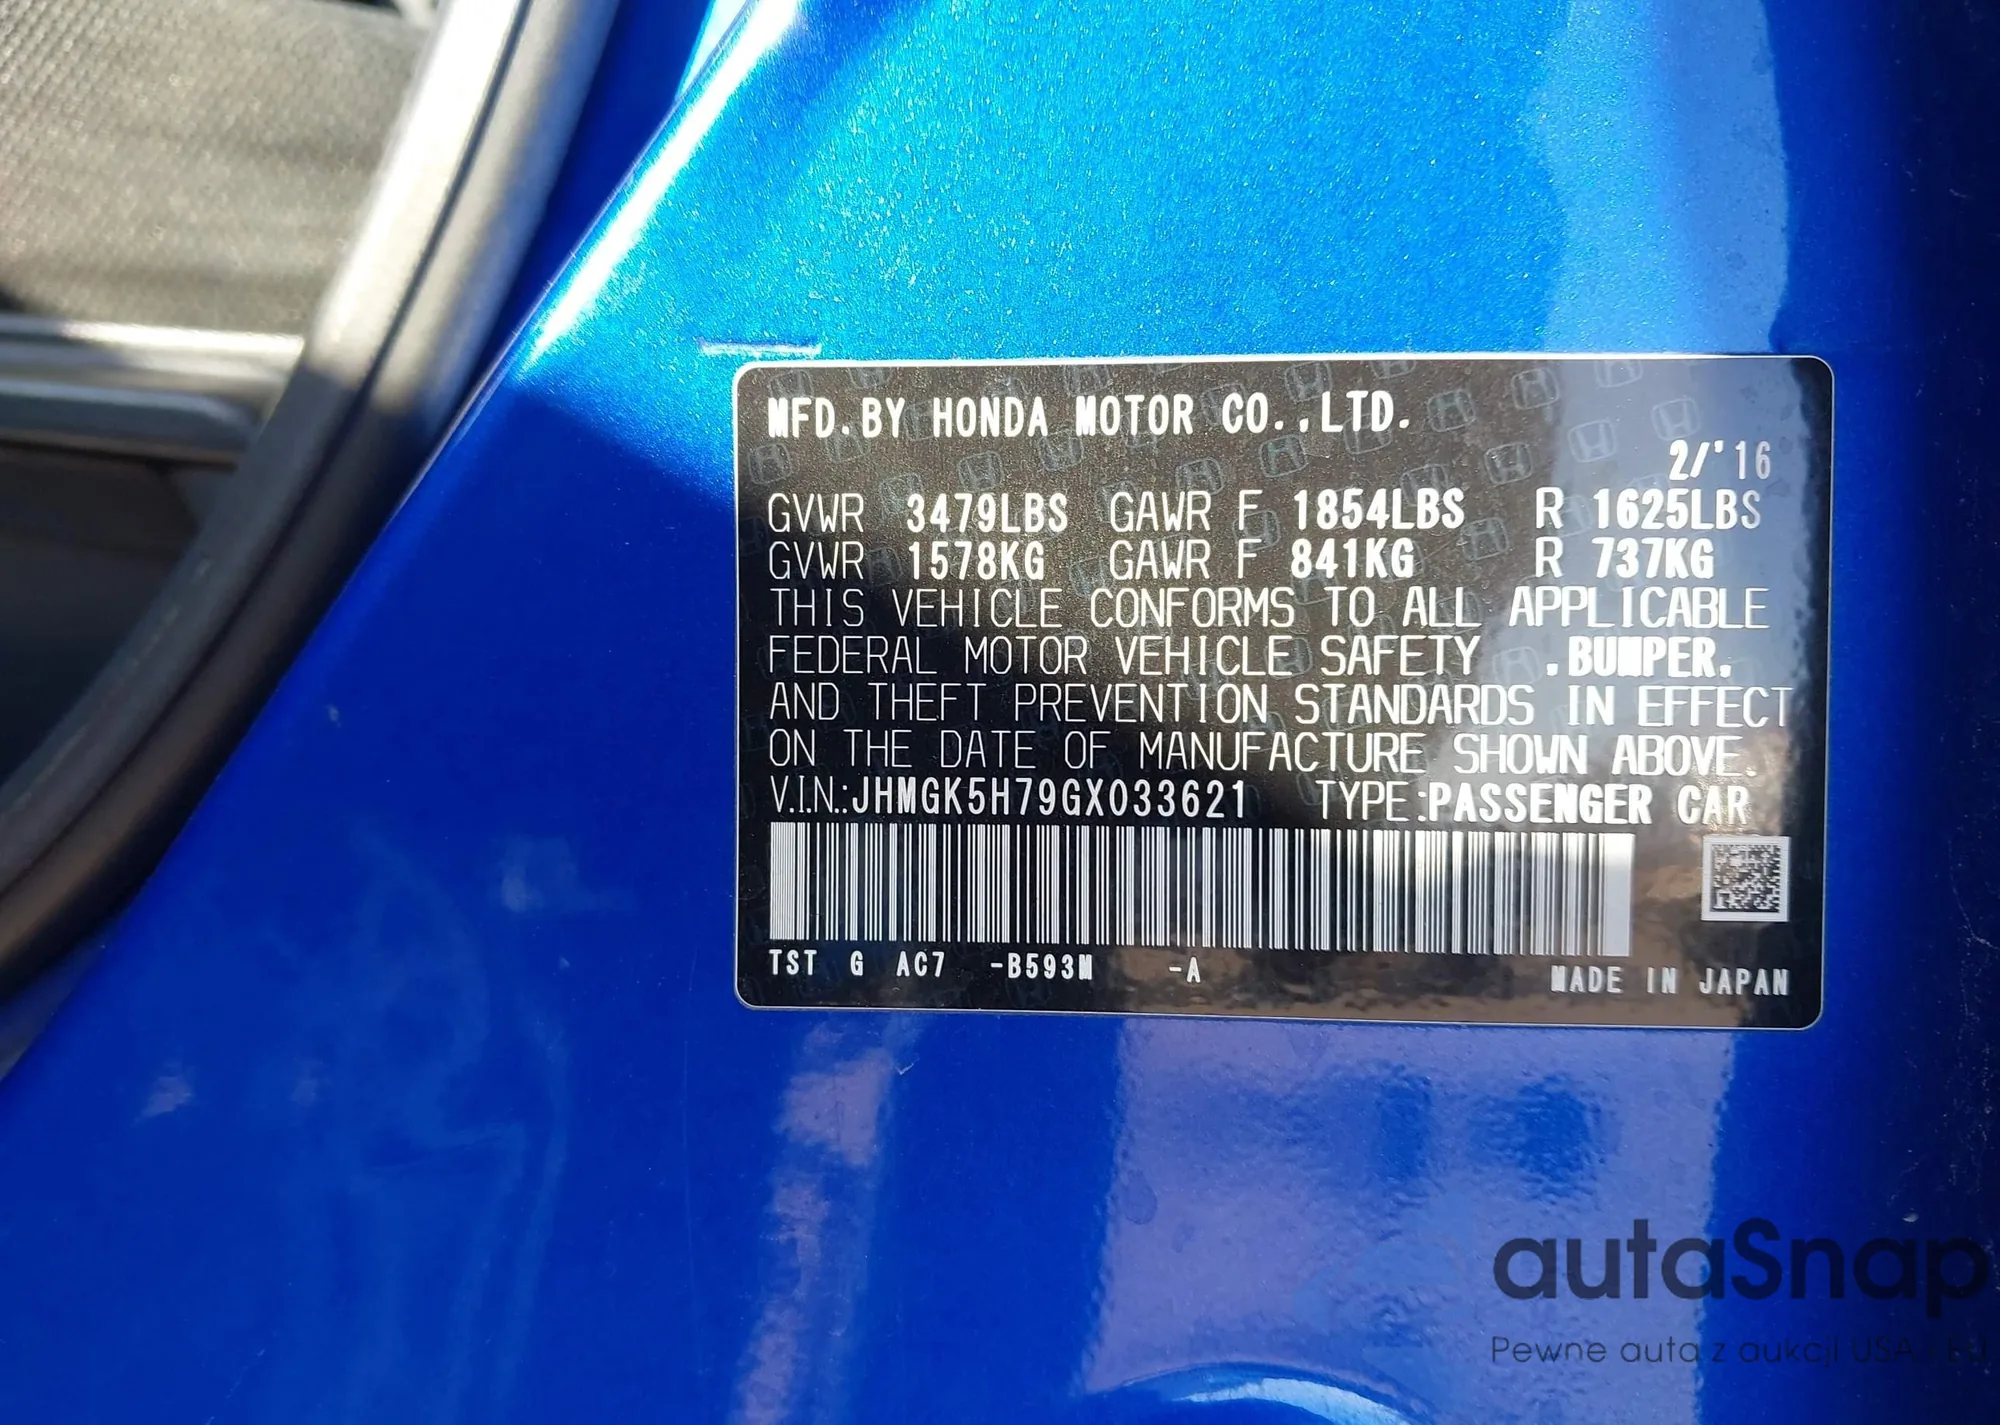 MFD.BY HONDA MOTOR CO.,LTD.
2/'16
GVWR 3479LBS GAWR F 1854LBS R 1625LBS
GVWR 1578KG GAWR F 841KG R 737KG
THIS VEHICLE CONFORMS TO ALL APPLICABLE
FEDERAL MOTOR VEHICLE SAFETY .BUMPER.
AND THEFT PREVENTION STANDARDS IN EFFECT
ON THE DATE OF MANUFACTURE SHOWN ABOVE.
V.I.N.:JHMGK5H79GX033621 TYPE:PASSENGER CAR
TST G AC7 -B593M -A
MADE IN JAPAN
autaSnap
Pewne auta z aukcji USA